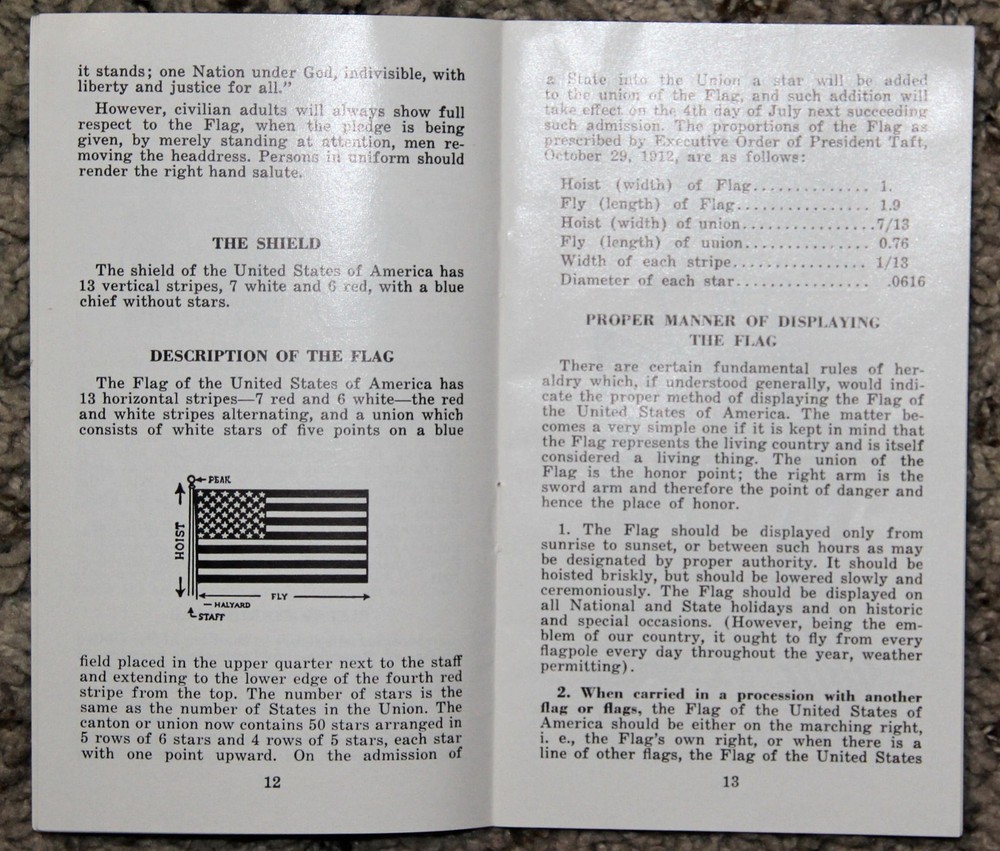 it stands; one Nation under God, indivisible, with
liberty and justice for all."
However, civilian adults will always show full
respect to the Flag, when the pledge is being
given, by merely standing at attention, men re-
moving the headdress. Persons in uniform should
render the right hand salute.
THE SHIELD
The shield of the United States of America has
13 vertical stripes, 7 white and 6 red, with a blue
chief without stars.
DESCRIPTION OF THE FLAG
The Flag of the United States of America has
13 horizontal stripes—7 red and 6 white—the red
and white stripes alternating, and a union which
consists of white stars of five points on a blue
PEAK
HOIST
FLY
HALYARD
STAFF
field placed in the upper quarter next to the staff
and extending to the lower edge of the fourth red
stripe from the top. The number of stars is the
same as the number of States in the Union. The
canton or union now contains 50 stars arranged in
5 rows of 6 stars and 4 rows of 5 stars, each star
with one point upward. On the admission of
12
a State into the Union a star will be added
to the union of the Flag, and such addition will
take effect on the 4th day of July next succeeding
such admission. The proportions of the Flag as
prescribed by Executive Order of President Taft,
October 29, 1912, are as follows:
Hoist (width) of Flag.............. 1.
Fly (length) of Flag................ 1.9
Hoist (width) of union................7/13
Fly (length) of union............... 0.76
Width of each stripe................ 1/13
Diameter of each star................ .0616
PROPER MANNER OF DISPLAYING
THE FLAG
There are certain fundamental rules of her-
aldry which, if understood generally, would indi-
cate the proper method of displaying the Flag of
the United States of America. The matter be-
comes a very simple one if it is kept in mind that
the Flag represents the living country and is itself
considered a living thing. The union of the
Flag is the honor point; the right arm is the
sword arm and therefore the point of danger and
hence the place of honor.
1. The Flag should be displayed only from
sunrise to sunset, or between such hours as may
be designated by proper authority. It should be
hoisted briskly, but should be lowered slowly and
ceremoniously. The Flag should be displayed on
all National and State holidays and on historic
and special occasions. (However, being the em-
blem of our country, it ought to fly from every
flagpole every day throughout the year, weather
permitting).
2. When carried in a procession with another
flag or flags, the Flag of the United States of
America should be either on the marching right,
i. e., the Flag's own right, or when there is a
line of other flags, the Flag of the United States
13